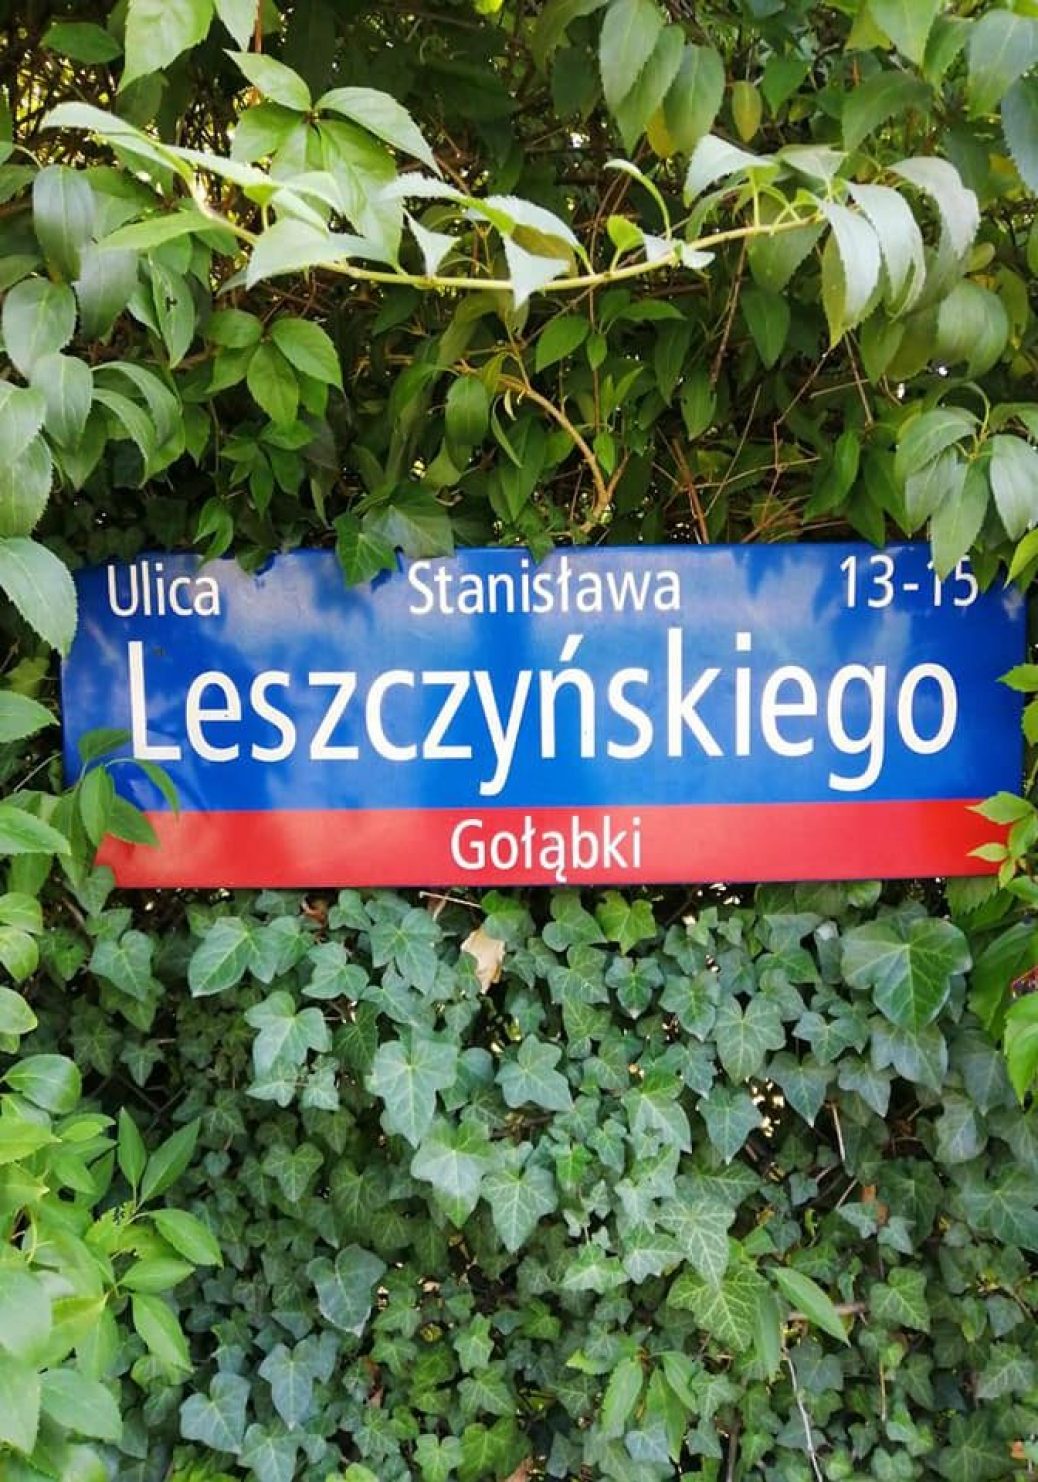 Ulica Stanisława 13-15
Leszczyńskiego
Gołąbki